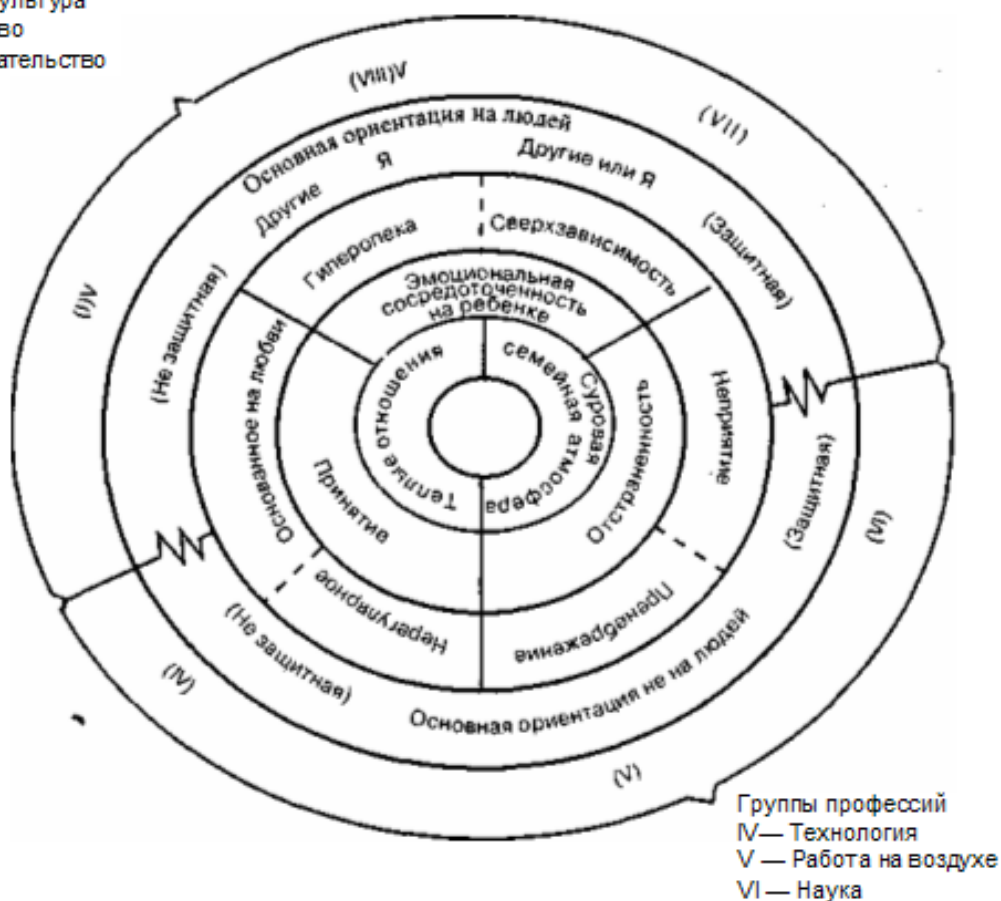 ультура
во
ательство
(VIII)V
(VII)
Основная ориентация на людей
Другие
Я
Другие или Я
(Не защитная)
(Защитная)
(I)V
Гиперопека
Сверхзависимость
Эмоциональная
сосредоточенность
на ребенке
Основанное на любви
Теплые отношения
Суровая
семейная атмосфера
Неприятие
Принятие
Отстраненность
(Защитная)
(VI)
Нерегулярное
Пренебрежение
(Не защитная)
(IV)
Основная ориентация не на людей
(V)
Группы профессий
IV— Технология
V — Работа на воздухе
VI — Наука